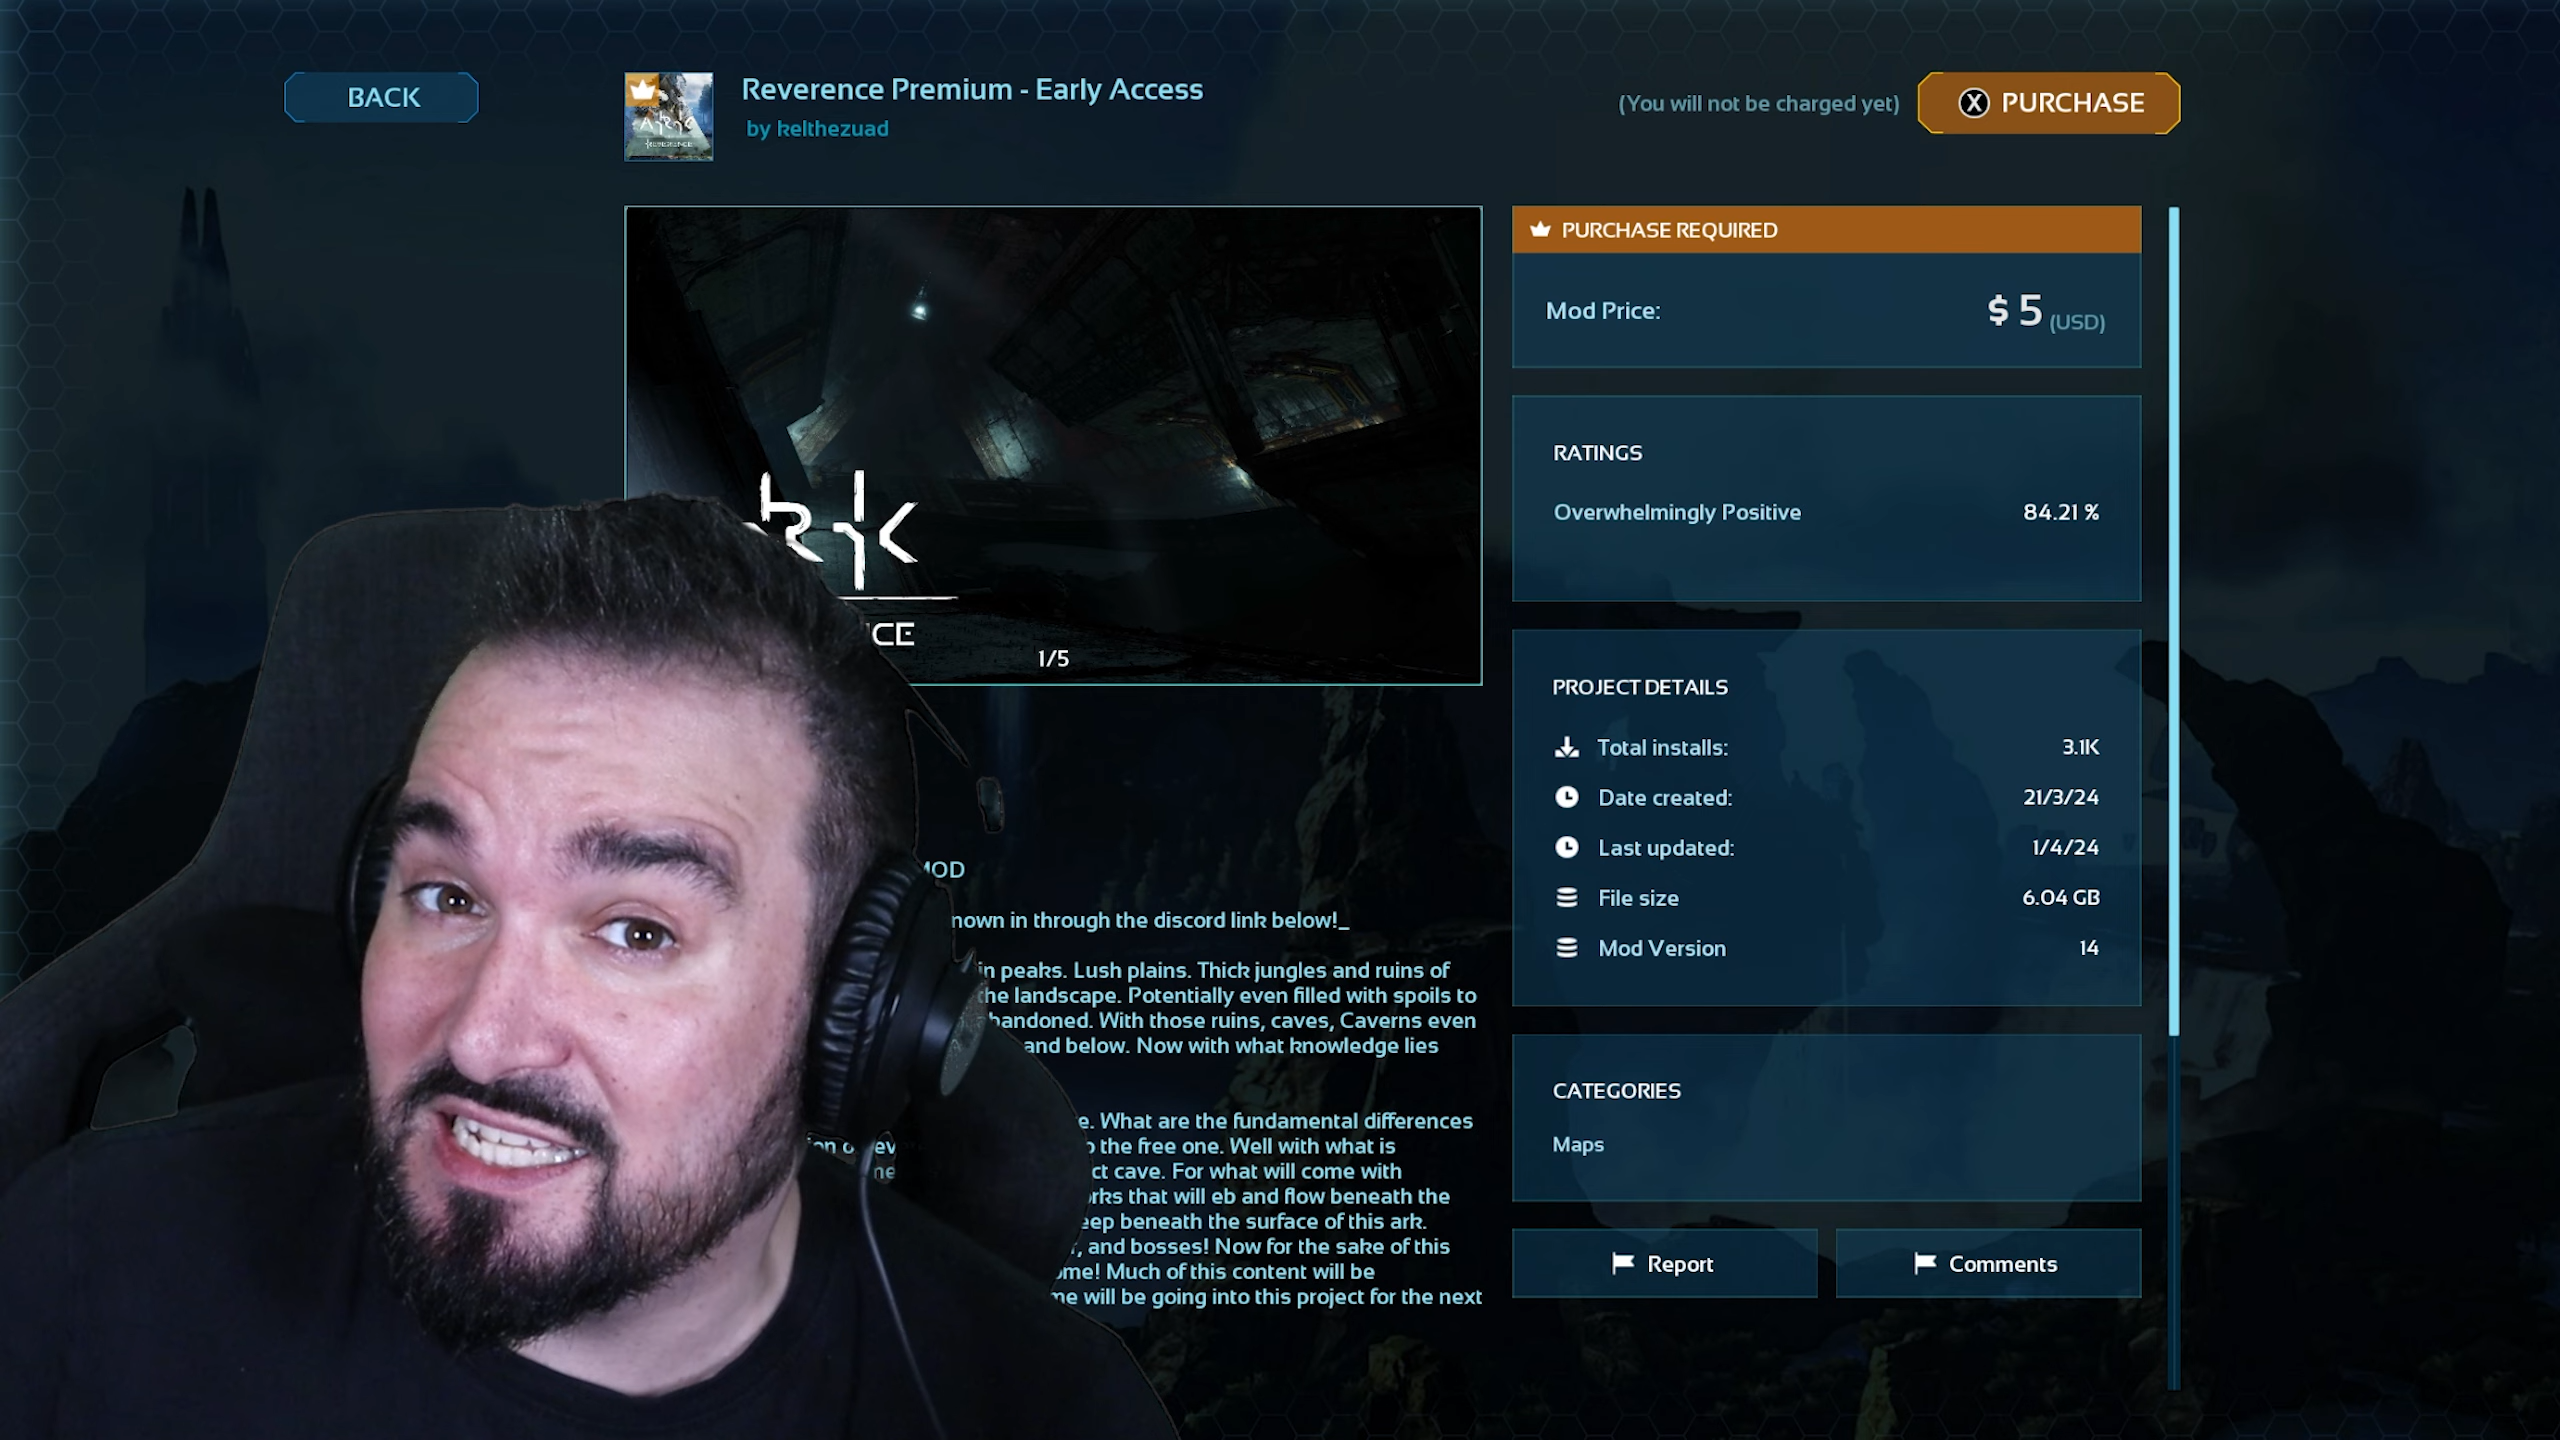 BACK
Reverence Premium - Early Access
by kelthezuad
(You will not be charged yet)
X PURCHASE
REVERENCE
CE
1/5
MOD
nown in through the discord link below!_
in peaks. Lush plains. Thick jungles and ruins of
the landscape. Potentially even filled with spoils to
abandoned. With those ruins, caves, Caverns even
and below. Now with what knowledge lies
e. What are the fundamental differences
the free one. Well with what is
ct cave. For what will come with
rks that will eb and flow beneath the
eep beneath the surface of this ark.
, and bosses! Now for the sake of this
ome! Much of this content will be
me will be going into this project for the next
PURCHASE REQUIRED
Mod Price:
$ 5 (USD)
RATINGS
Overwhelmingly Positive
84.21 %
PROJECT DETAILS
Total installs:
3.1K
Date created:
21/3/24
Last updated:
1/4/24
File size
6.04 GB
Mod Version
14
CATEGORIES
Maps
Report
Comments